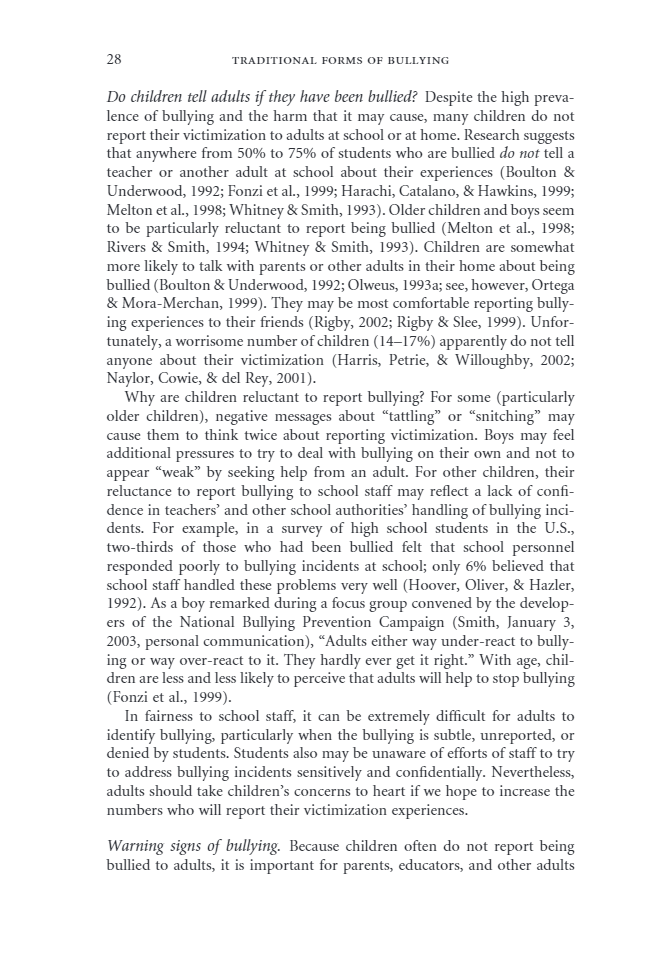 28 TRADITIONAL FORMS OF BULLYING
Do children tell adults if they have been bullied? Despite the high preva-
lence of bullying and the harm that it may cause, many children do not
report their victimization to adults at school or at home. Research suggests
that anywhere from 50% to 75% of students who are bullied do not tell a
teacher or another adult at school about their experiences (Boulton &
Underwood, 1992; Fonzi et al., 1999; Harachi, Catalano, & Hawkins, 1999;
Melton et al., 1998; Whitney & Smith, 1993). Older children and boys seem
to be particularly reluctant to report being bullied (Melton et al., 1998;
Rivers & Smith, 1994; Whitney & Smith, 1993). Children are somewhat
more likely to talk with parents or other adults in their home about being
bullied (Boulton & Underwood, 1992; Olweus, 1993a; see, however, Ortega
& Mora-Merchan, 1999). They may be most comfortable reporting bully-
ing experiences to their friends (Rigby, 2002; Rigby & Slee, 1999). Unfor-
tunately, a worrisome number of children (14–17%) apparently do not tell
anyone about their victimization (Harris, Petrie, & Willoughby, 2002;
Naylor, Cowie, & del Rey, 2001).
Why are children reluctant to report bullying? For some (particularly
older children), negative messages about “tattling” or “snitching” may
cause them to think twice about reporting victimization. Boys may feel
additional pressures to try to deal with bullying on their own and not to
appear “weak” by seeking help from an adult. For other children, their
reluctance to report bullying to school staff may reflect a lack of confi-
dence in teachers’ and other school authorities’ handling of bullying inci-
dents. For example, in a survey of high school students in the U.S.,
two-thirds of those who had been bullied felt that school personnel
responded poorly to bullying incidents at school; only 6% believed that
school staff handled these problems very well (Hoover, Oliver, & Hazler,
1992). As a boy remarked during a focus group convened by the develop-
ers of the National Bullying Prevention Campaign (Smith, January 3,
2003, personal communication), “Adults either way under-react to bully-
ing or way over-react to it. They hardly ever get it right.” With age, chil-
dren are less and less likely to perceive that adults will help to stop bullying
(Fonzi et al., 1999).
In fairness to school staff, it can be extremely difficult for adults to
identify bullying, particularly when the bullying is subtle, unreported, or
denied by students. Students also may be unaware of efforts of staff to try
to address bullying incidents sensitively and confidentially. Nevertheless,
adults should take children’s concerns to heart if we hope to increase the
numbers who will report their victimization experiences.
Warning signs of bullying. Because children often do not report being
bullied to adults, it is important for parents, educators, and other adults